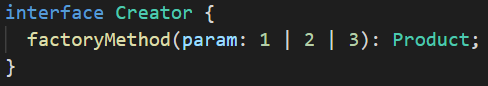 interface Creator {
  factoryMethod(param: 1 | 2 | 3): Product;
}